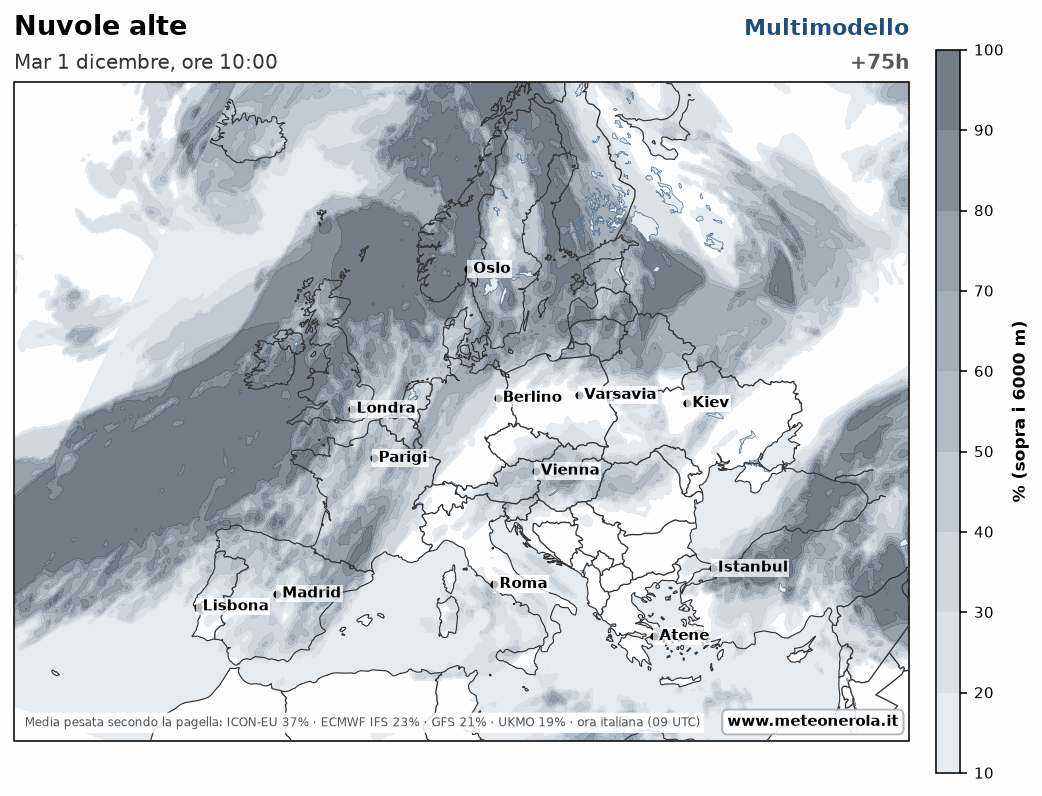 Nuvole alte
Multimodello
Mar 1 dicembre, ore 10:00
+75h
Oslo
Londra
Berlino
Varsavia
Kiev
Parigi
Vienna
Istanbul
Roma
Madrid
Lisbona
Atene
Media pesata secondo la pagella: ICON-EU 37% · ECMWF IFS 23% · GFS 21% · UKMO 19% · ora italiana (09 UTC)
www.meteonerola.it
100
90
80
70
60
50
40
30
20
10
% (sopra i 6000 m)